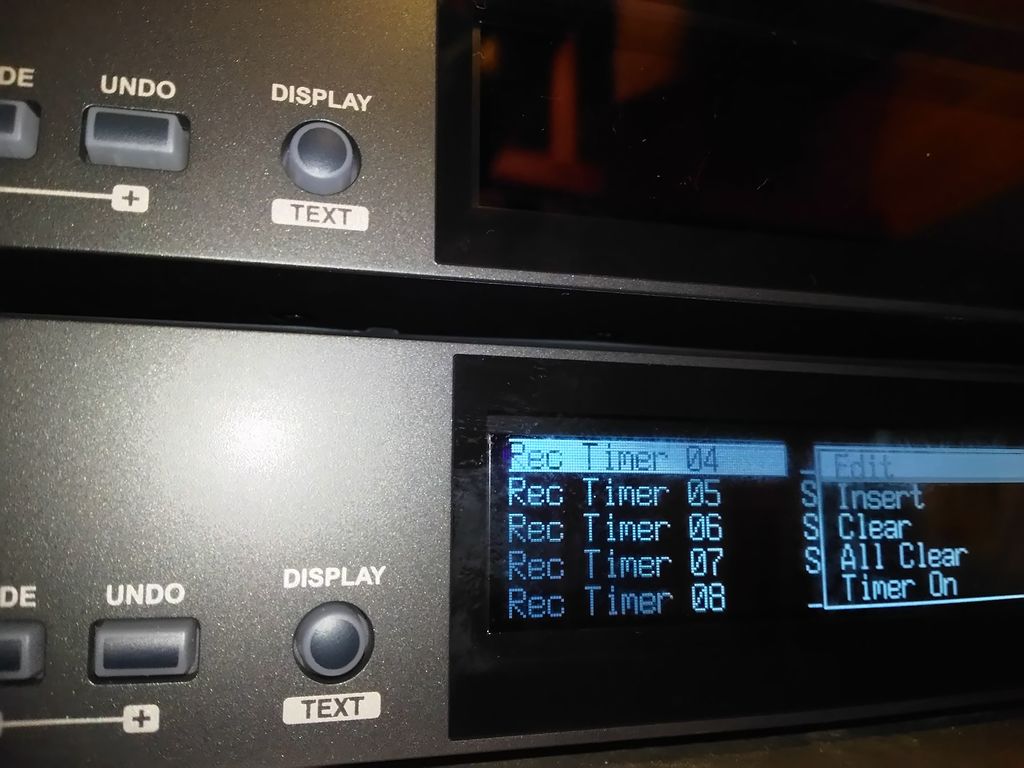 DE UNDO DISPLAY
+ TEXT
Rec Timer 04 Edit
Rec Timer 05 S Insert
Rec Timer 06 S Clear
Rec Timer 07 S All Clear
Rec Timer 08 Timer On
DE UNDO DISPLAY
+ TEXT